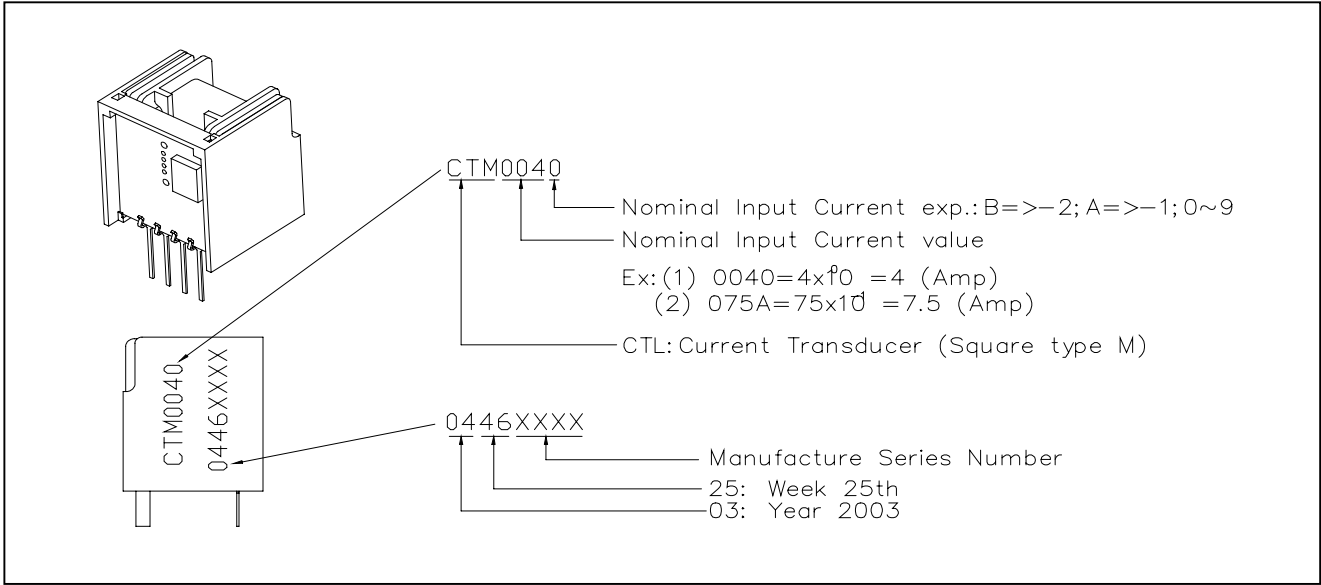 CTM0040
Nominal Input Current exp.:B=>-2;A=>-1;0~9
Nominal Input Current value
Ex:(1) 0040=4x10⁰ =4 (Amp)
(2) 075A=75x10⁻¹ =7.5 (Amp)
CTL:Current Transducer (Square type M)
CTM0040
0446XXXX
0446XXXX
Manufacture Series Number
25: Week 25th
03: Year 2003